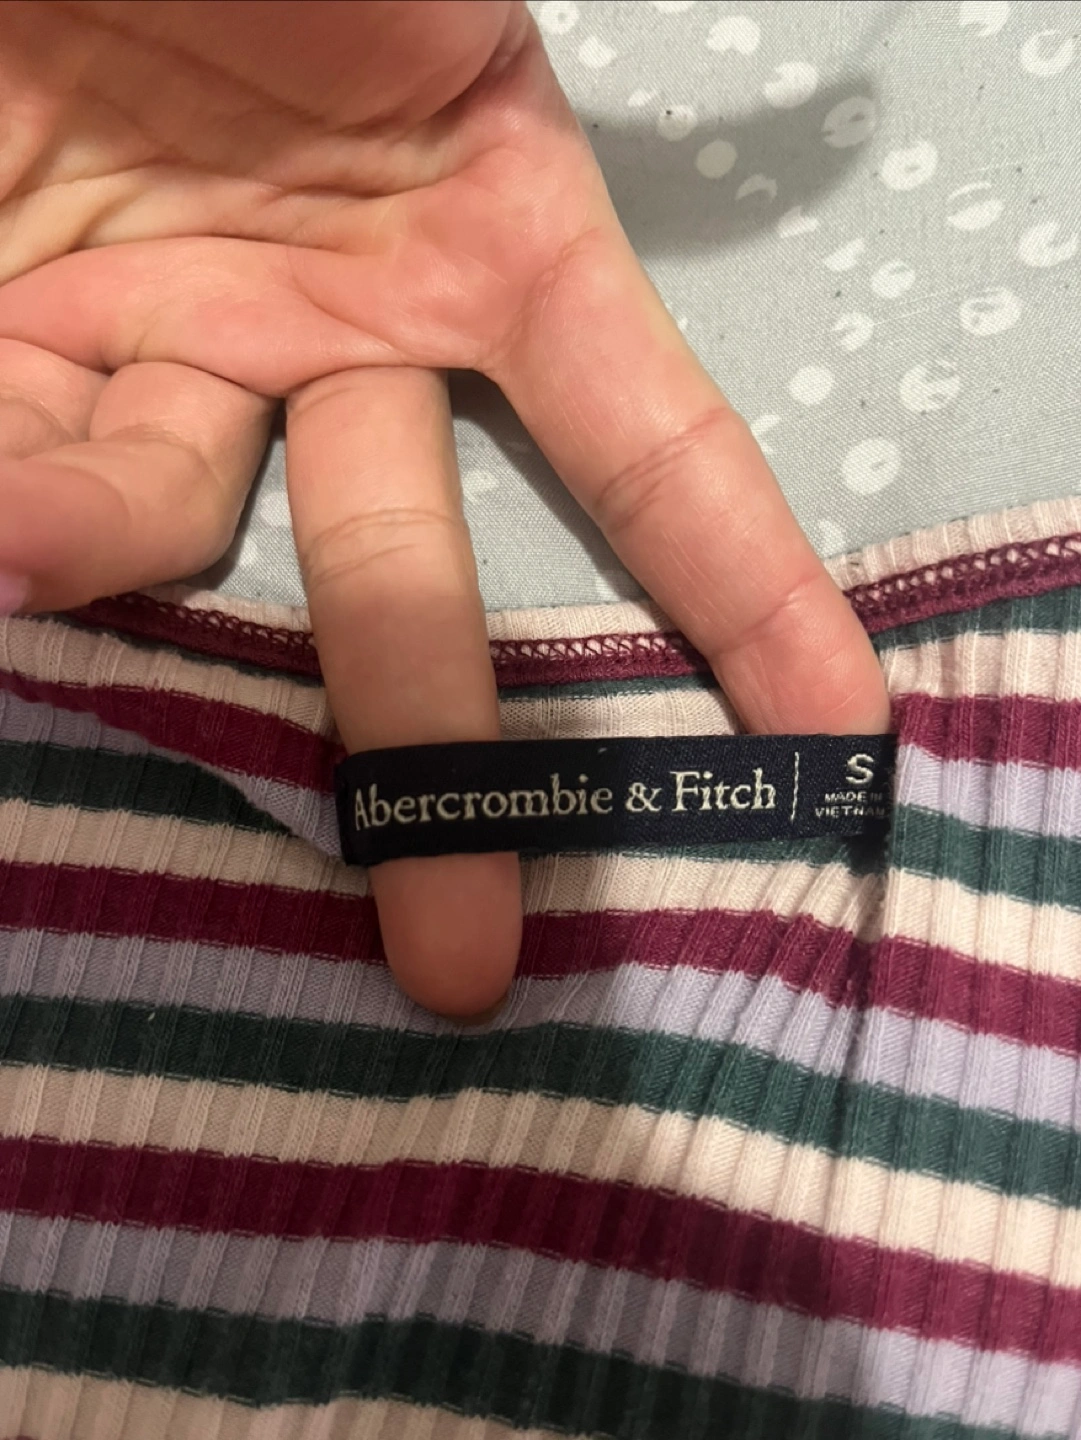 Abercrombie & Fitch | S
MADE IN
VIETNAM